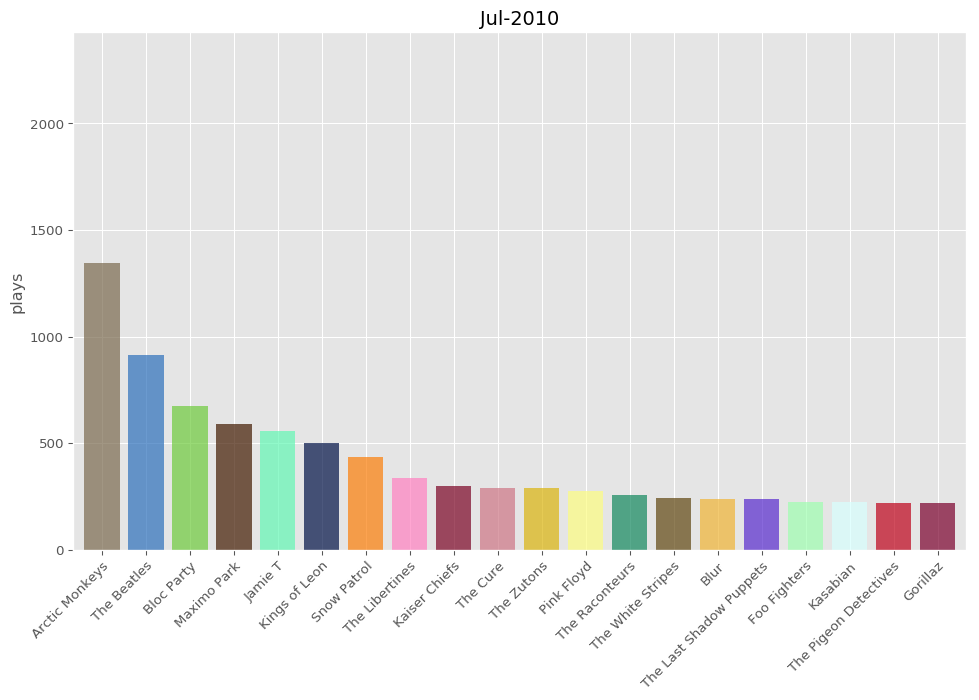 Jul-2010
plays
2000
1500
1000
500
0
Arctic Monkeys
The Beatles
Bloc Party
Maximo Park
Jamie T
Kings of Leon
Snow Patrol
The Libertines
Kaiser Chiefs
The Cure
The Zutons
Pink Floyd
The Raconteurs
The White Stripes
Blur
The Last Shadow Puppets
Foo Fighters
Kasabian
The Pigeon Detectives
Gorillaz